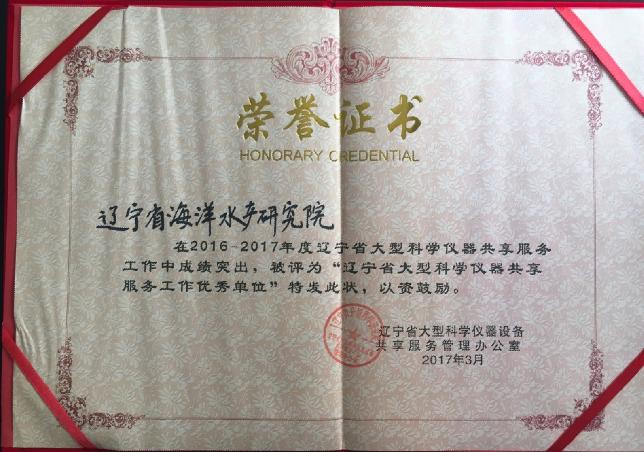 荣誉证书
HONORARY CREDENTIAL
辽宁省海洋水产研究院
在2016-2017年度辽宁省大型科学仪器共享服务
工作中成绩突出，被评为“辽宁省大型科学仪器共享
服务工作优秀单位”特发此状，以资鼓励。
辽宁省大型科学仪器设备
共享服务管理办公室
2017年3月